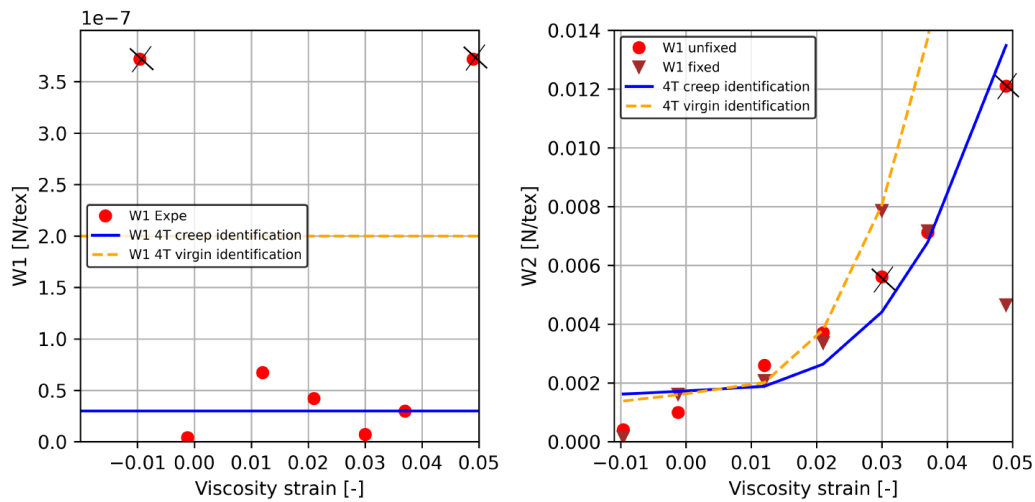 1e−7
3.5
3.0
2.5
2.0
1.5
1.0
0.5
0.0
W1 [N/tex]
W1 Expe
W1 4T creep identification
W1 4T virgin identification
−0.01 0.00 0.01 0.02 0.03 0.04 0.05
Viscosity strain [-]
0.014
0.012
0.010
0.008
0.006
0.004
0.002
0.000
W2 [N/tex]
W1 unfixed
W1 fixed
4T creep identification
4T virgin identification
−0.01 0.00 0.01 0.02 0.03 0.04 0.05
Viscosity strain [-]